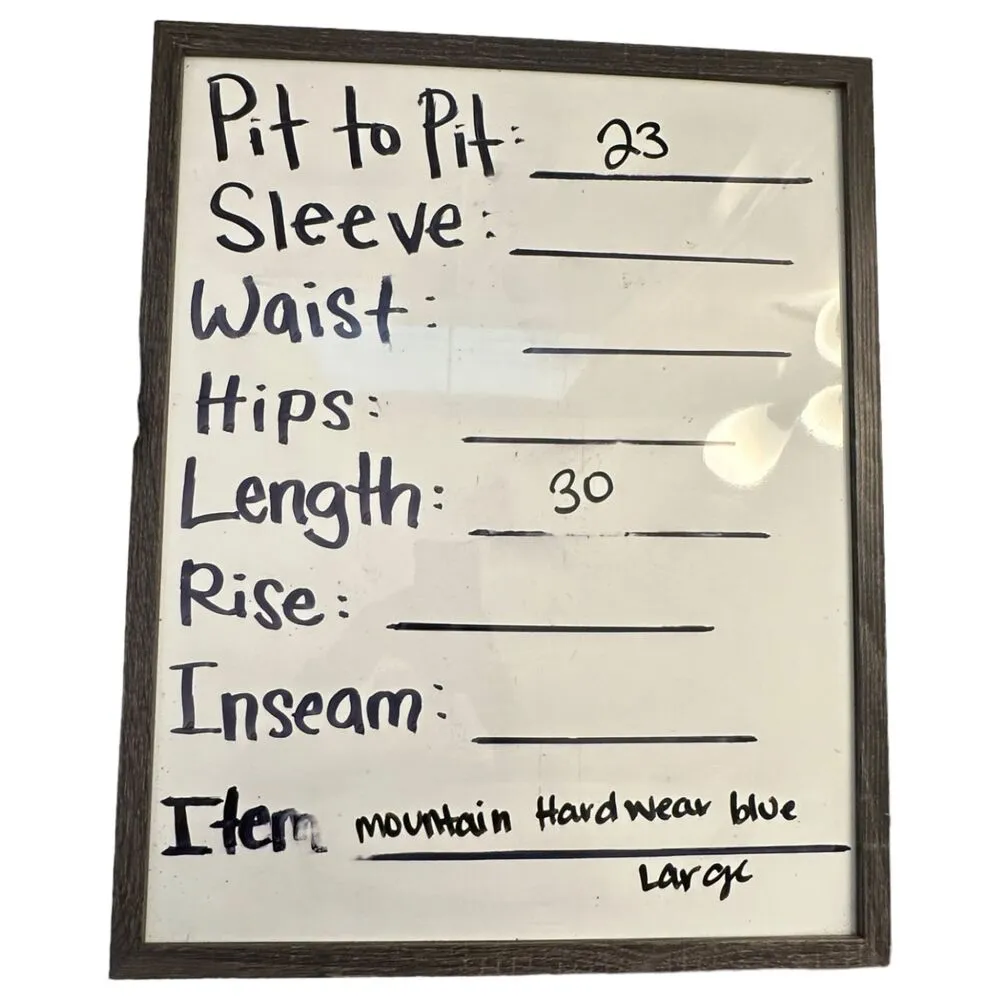 Pit to Pit: 23
Sleeve:
Waist:
Hips:
Length: 30
Rise:
Inseam:
Item mountain Hardwear blue
Large